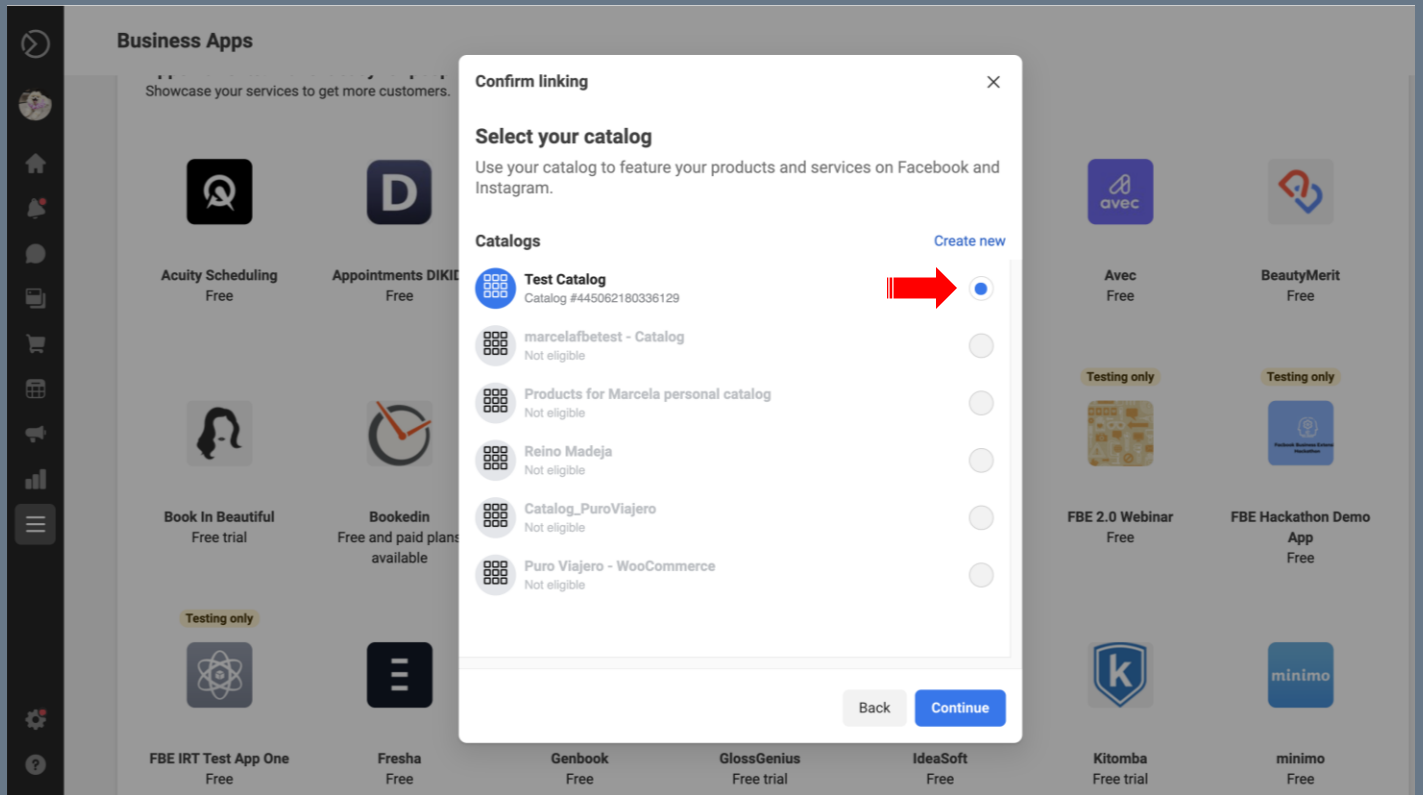 Business Apps
Showcase your services to get more customers.
Confirm linking
Select your catalog
Use your catalog to feature your products and services on Facebook and
Instagram.
Catalogs
Create new
Test Catalog
Catalog #445062180336129
marcelafbetest - Catalog
Not eligible
Products for Marcela personal catalog
Not eligible
Reino Madeja
Not eligible
Catalog_PuroViajero
Not eligible
Puro Viajero - WooCommerce
Not eligible
Back
Continue
D
avec
Acuity Scheduling
Free
Appointments DIKID
Free
Avec
Free
BeautyMerit
Free
Testing only
Testing only
Book In Beautiful
Free trial
Bookedin
Free and paid plans
available
FBE 2.0 Webinar
Free
FBE Hackathon Demo
App
Free
Testing only
k
minimo
FBE IRT Test App One
Free
Fresha
Free
Genbook
Free
GlossGenius
Free trial
IdeaSoft
Free
Kitomba
Free trial
minimo
Free